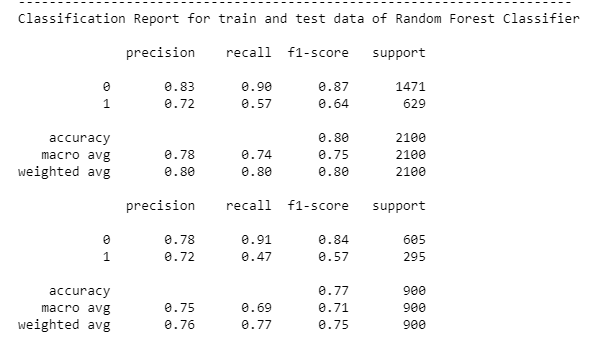 ------------------------------------------------------------------------
Classification Report for train and test data of Random Forest Classifier
precision recall f1-score support
0 0.83 0.90 0.87 1471
1 0.72 0.57 0.64 629
accuracy 0.80 2100
macro avg 0.78 0.74 0.75 2100
weighted avg 0.80 0.80 0.80 2100
precision recall f1-score support
0 0.78 0.91 0.84 605
1 0.72 0.47 0.57 295
accuracy 0.77 900
macro avg 0.75 0.69 0.71 900
weighted avg 0.76 0.77 0.75 900